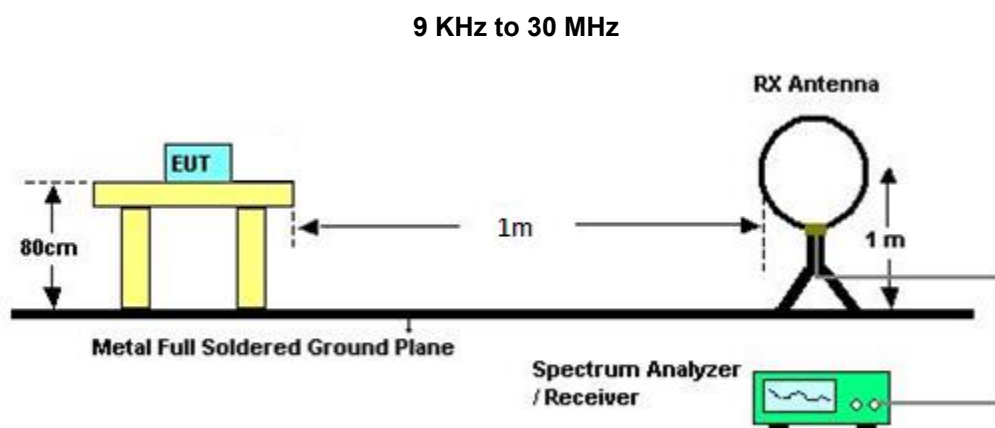 9 KHz to 30 MHz
RX Antenna
EUT
80cm
1m
1 m
Metal Full Soldered Ground Plane
Spectrum Analyzer
/ Receiver